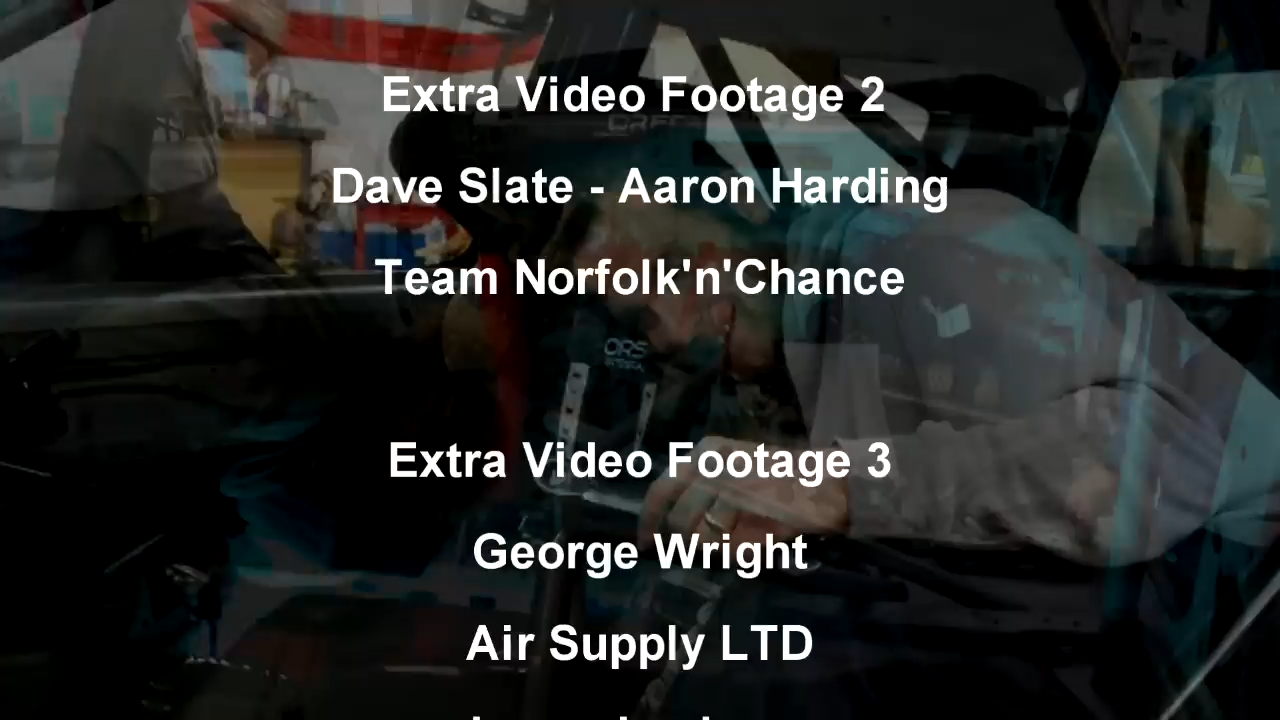 Extra Video Footage 2
Dave Slate - Aaron Harding
Team Norfolk'n'Chance
Extra Video Footage 3
George Wright
Air Supply LTD